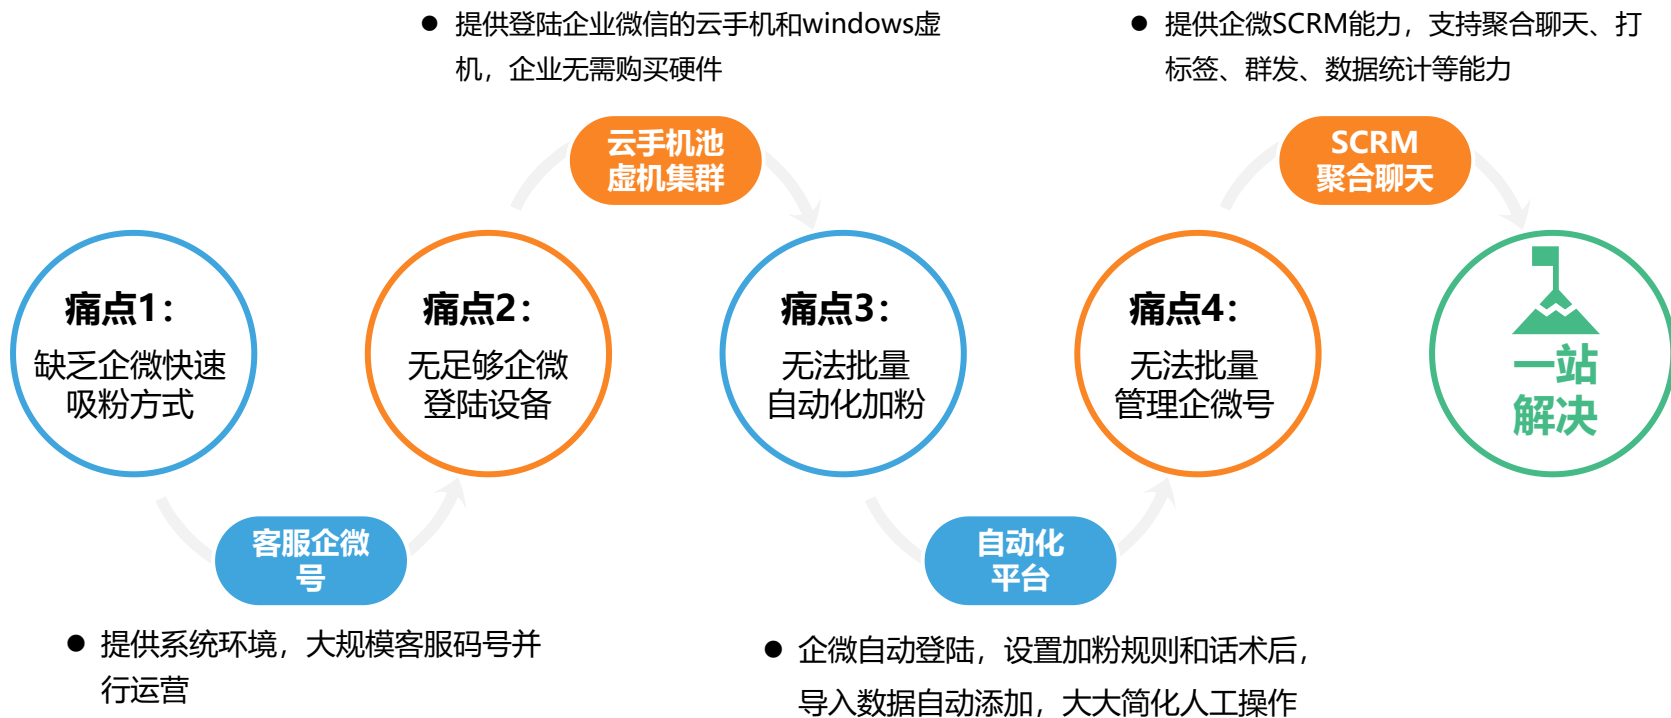 ● 提供登陆企业微信的云手机和windows虚
机，企业无需购买硬件
● 提供企微SCRM能力，支持聚合聊天、打
标签、群发、数据统计等能力
云手机池
虚机集群
SCRM
聚合聊天
痛点1：
缺乏企微快速
吸粉方式
痛点2：
无足够企微
登陆设备
痛点3：
无法批量
自动化加粉
痛点4：
无法批量
管理企微号
一站
解决
客服企微
号
自动化
平台
● 提供系统环境，大规模客服码号并
行运营
● 企微自动登陆，设置加粉规则和话术后，
导入数据自动添加，大大简化人工操作